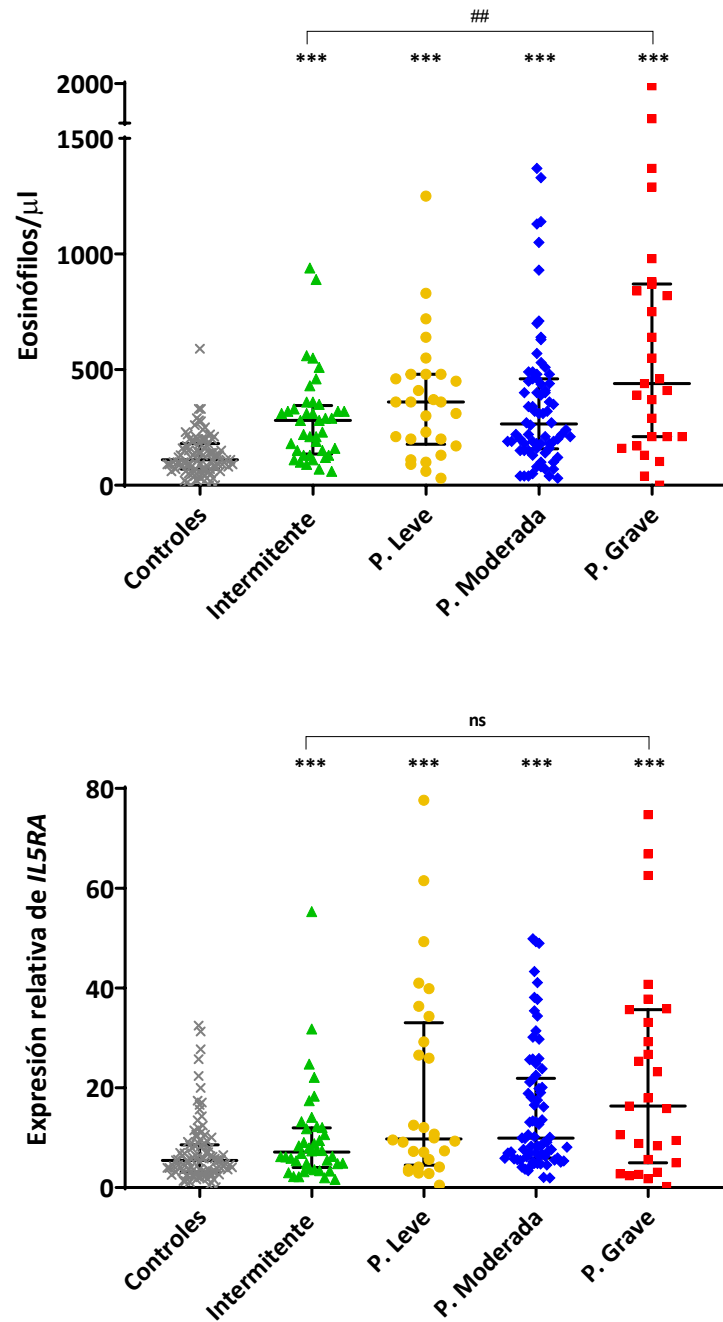 ##
*** *** *** ***
2000
1500
1000
500
0
Eosinófilos/µl
Controles
Intermitente
P. Leve
P. Moderada
P. Grave
ns
*** *** *** ***
80
60
40
20
0
Expresión relativa de IL5RA
Controles
Intermitente
P. Leve
P. Moderada
P. Grave